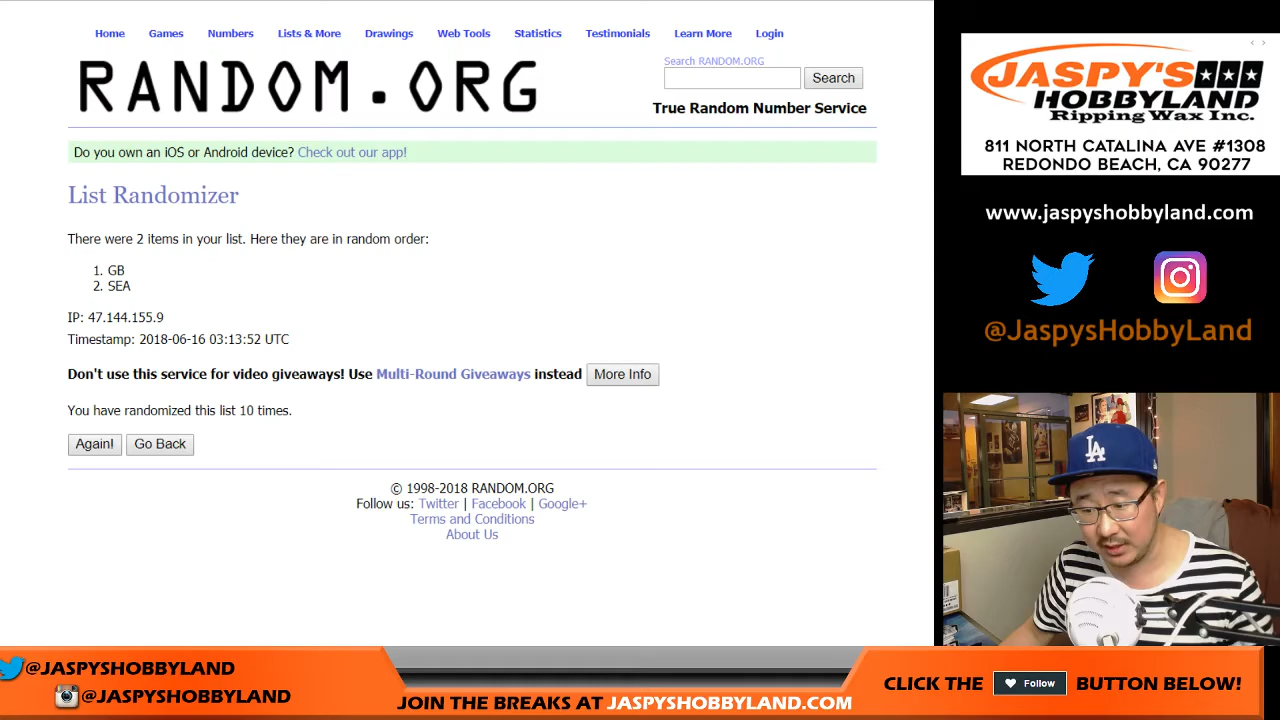 Home Games Numbers Lists & More Drawings Web Tools Statistics Testimonials Learn More Login
RANDOM.ORG
Search RANDOM.ORG
Search
True Random Number Service
Do you own an iOS or Android device? Check out our app!
List Randomizer
There were 2 items in your list. Here they are in random order:
1. GB
2. SEA
IP: 47.144.155.9
Timestamp: 2018-06-16 03:13:52 UTC
Don't use this service for video giveaways! Use Multi-Round Giveaways instead More Info
You have randomized this list 10 times.
Again! Go Back
© 1998-2018 RANDOM.ORG
Follow us: Twitter | Facebook | Google+
Terms and Conditions
About Us
JASPY'S
HOBBYLAND
Ripping Wax Inc.
811 NORTH CATALINA AVE #1308
REDONDO BEACH, CA 90277
www.jaspyshobbyland.com
@JaspysHobbyLand
LA
@JASPYSHOBBYLAND
@JASPYSHOBBYLAND
JOIN THE BREAKS AT JASPYSHOBBYLAND.COM
CLICK THE Follow BUTTON BELOW!